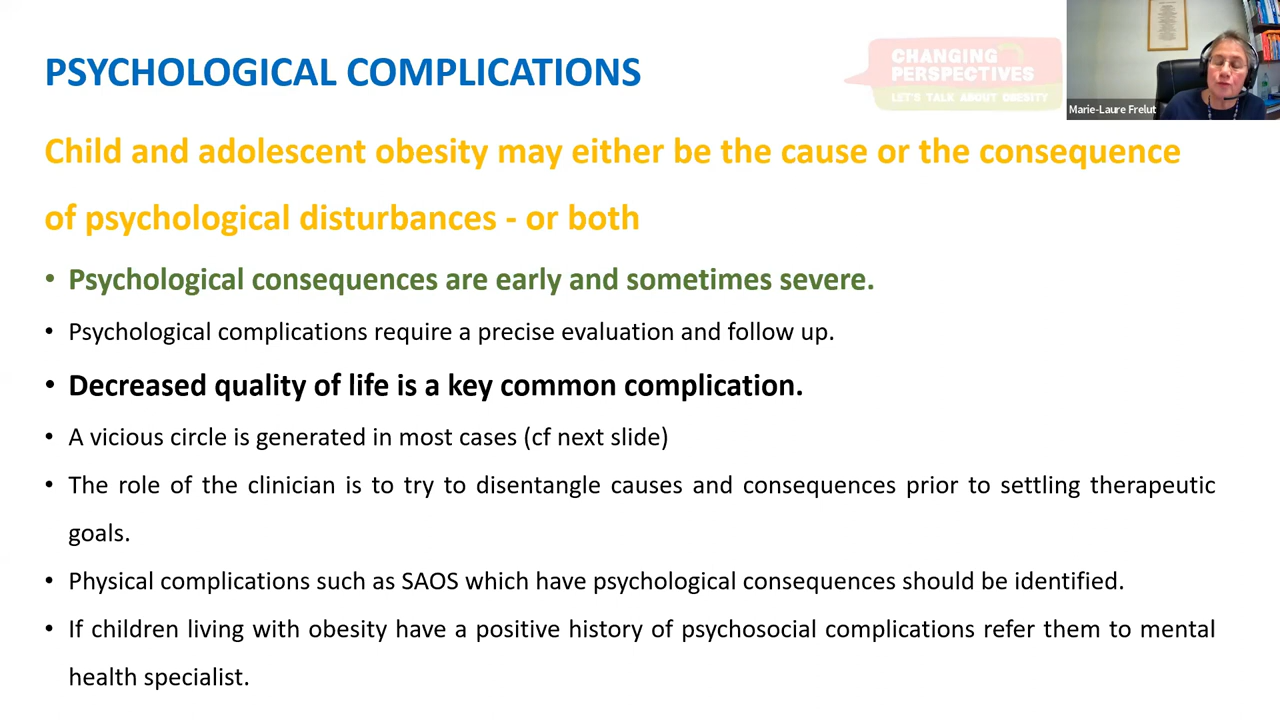 PSYCHOLOGICAL COMPLICATIONS
CHANGING
PERSPECTIVES
LET'S TALK ABOUT OBESITY
Marie-Laure Frelut
Child and adolescent obesity may either be the cause or the consequence
of psychological disturbances - or both
• Psychological consequences are early and sometimes severe.
• Psychological complications require a precise evaluation and follow up.
• Decreased quality of life is a key common complication.
• A vicious circle is generated in most cases (cf next slide)
• The role of the clinician is to try to disentangle causes and consequences prior to settling therapeutic
goals.
• Physical complications such as SAOS which have psychological consequences should be identified.
• If children living with obesity have a positive history of psychosocial complications refer them to mental
health specialist.